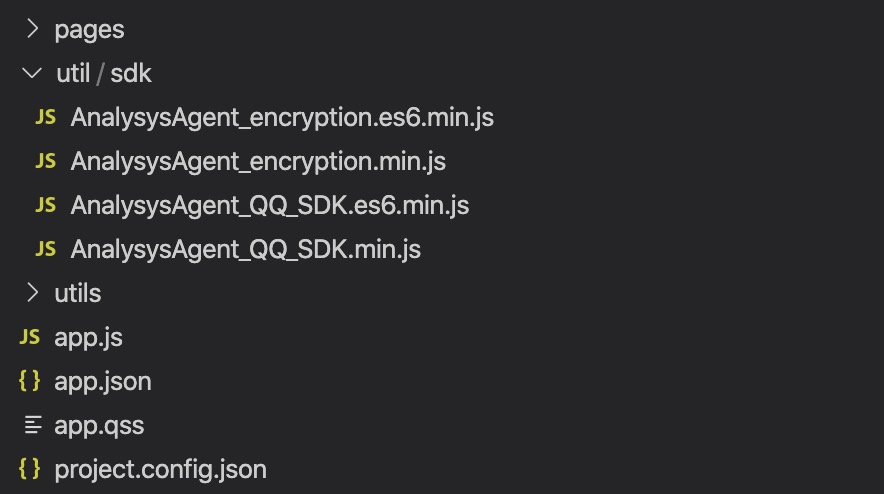 pages
util / sdk
JS AnalysysAgent_encryption.es6.min.js
JS AnalysysAgent_encryption.min.js
JS AnalysysAgent_QQ_SDK.es6.min.js
JS AnalysysAgent_QQ_SDK.min.js
utils
JS app.js
{ } app.json
app.qss
{ } project.config.json